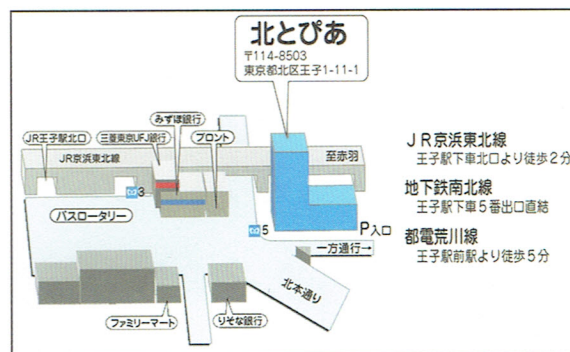 北とぴあ
〒114-8503
東京都北区王子1-11-1
みずほ銀行
JR王子駅北口
三菱東京UFJ銀行
プロント
JR京浜東北線
至赤羽
3
バスロータリー
5
P入口
一方通行→
北本通り
ファミリーマート
りそな銀行
JR京浜東北線
王子駅下車北口より徒歩2分
地下鉄南北線
王子駅下車5番出口直結
都電荒川線
王子駅前駅より徒歩5分